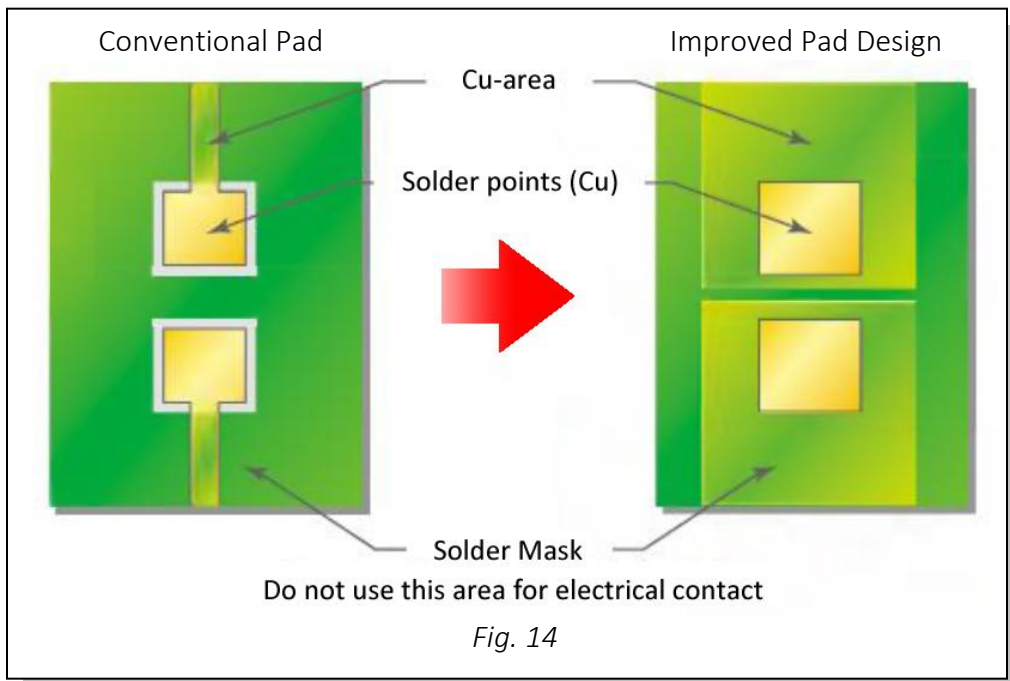 Conventional Pad
Improved Pad Design
Cu-area
Solder points (Cu)
Solder Mask
Do not use this area for electrical contact
Fig. 14